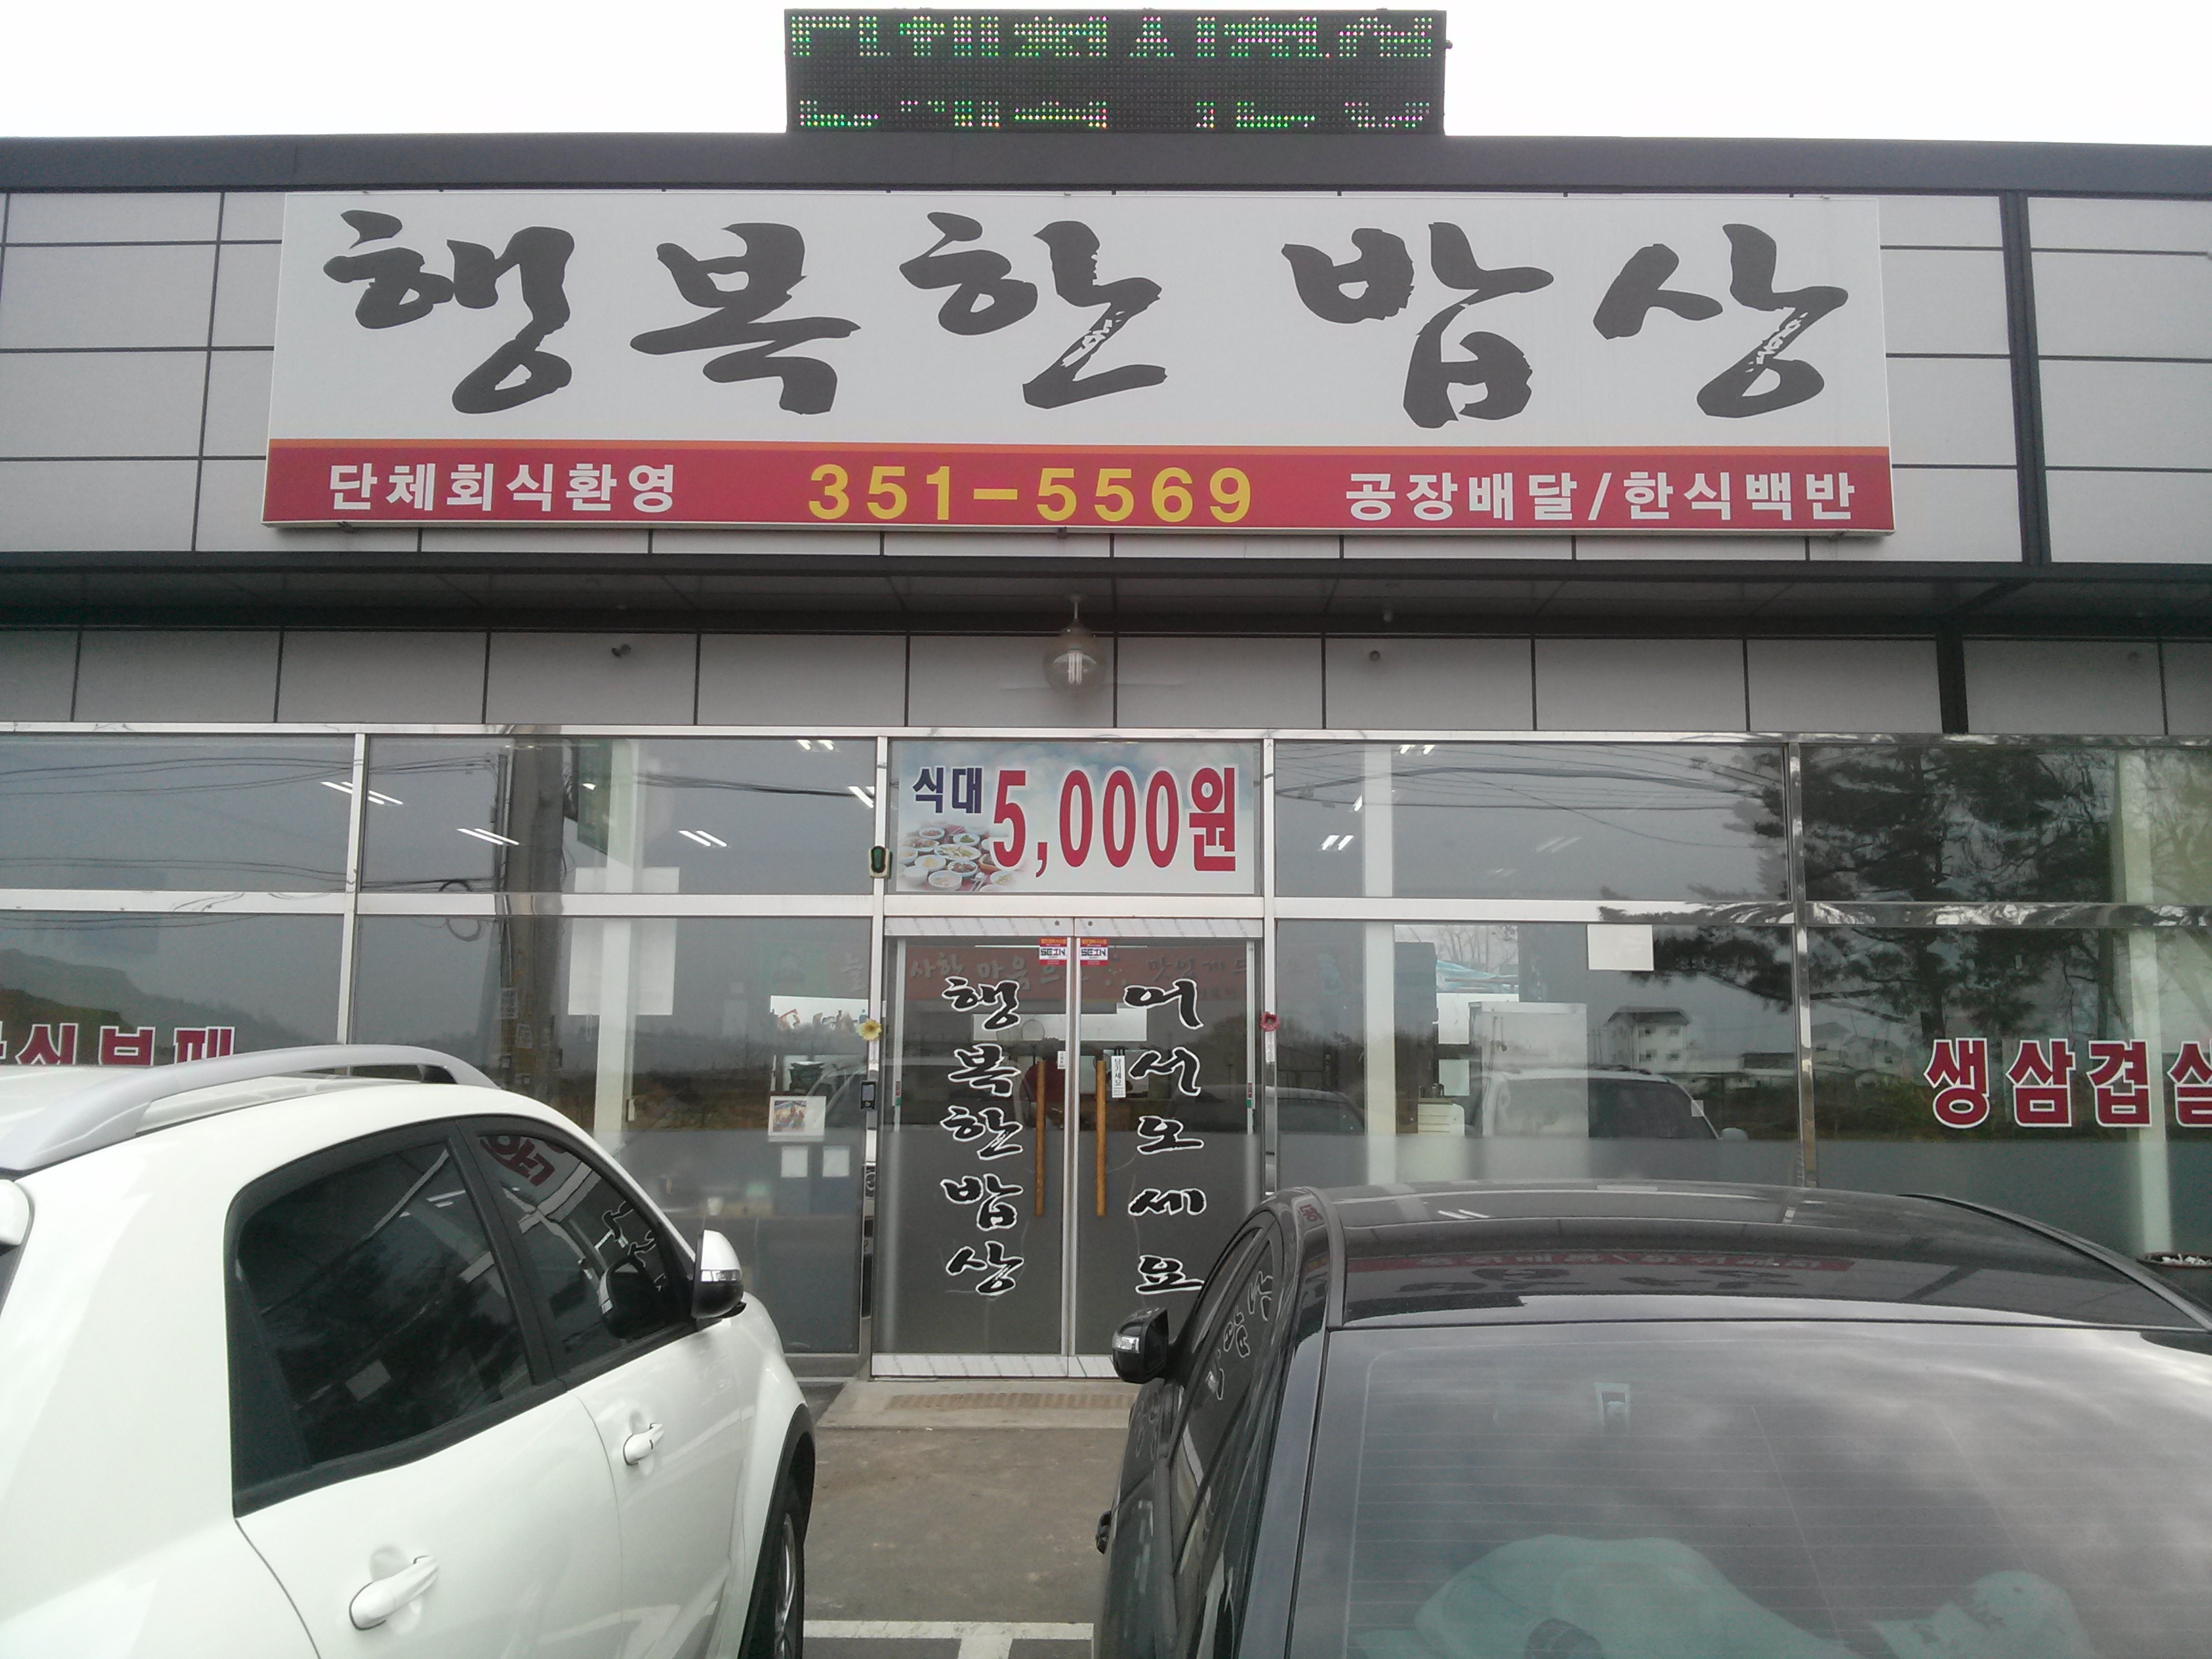 행복한 밥상
단체회식환영 351-5569 공장배달/한식백반
식대 5,000원
SEIN SEIN
행복한밥상
어서오세요
생삼겹살